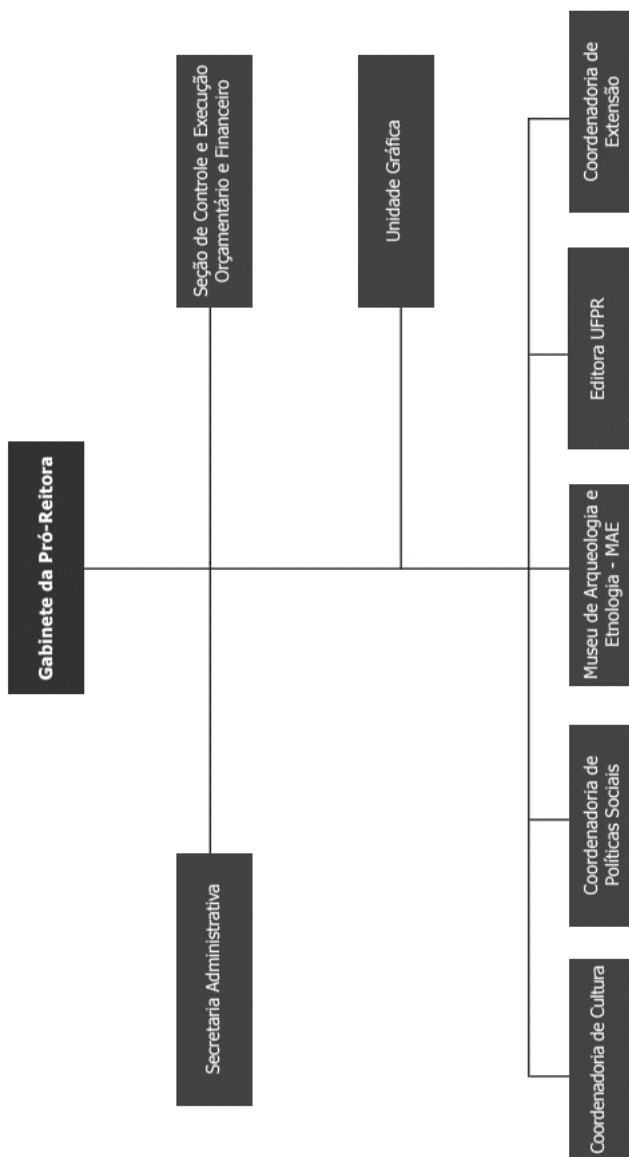 Gabinete da Pró-Reitora
Secretaria Administrativa
Seção de Controle e Execução
Orçamentário e Financeiro
Unidade Gráfica
Coordenadoria de Cultura
Coordenadoria de
Políticas Sociais
Museu de Arqueologia e
Etnologia - MAE
Editora UFPR
Coordenadoria de
Extensão